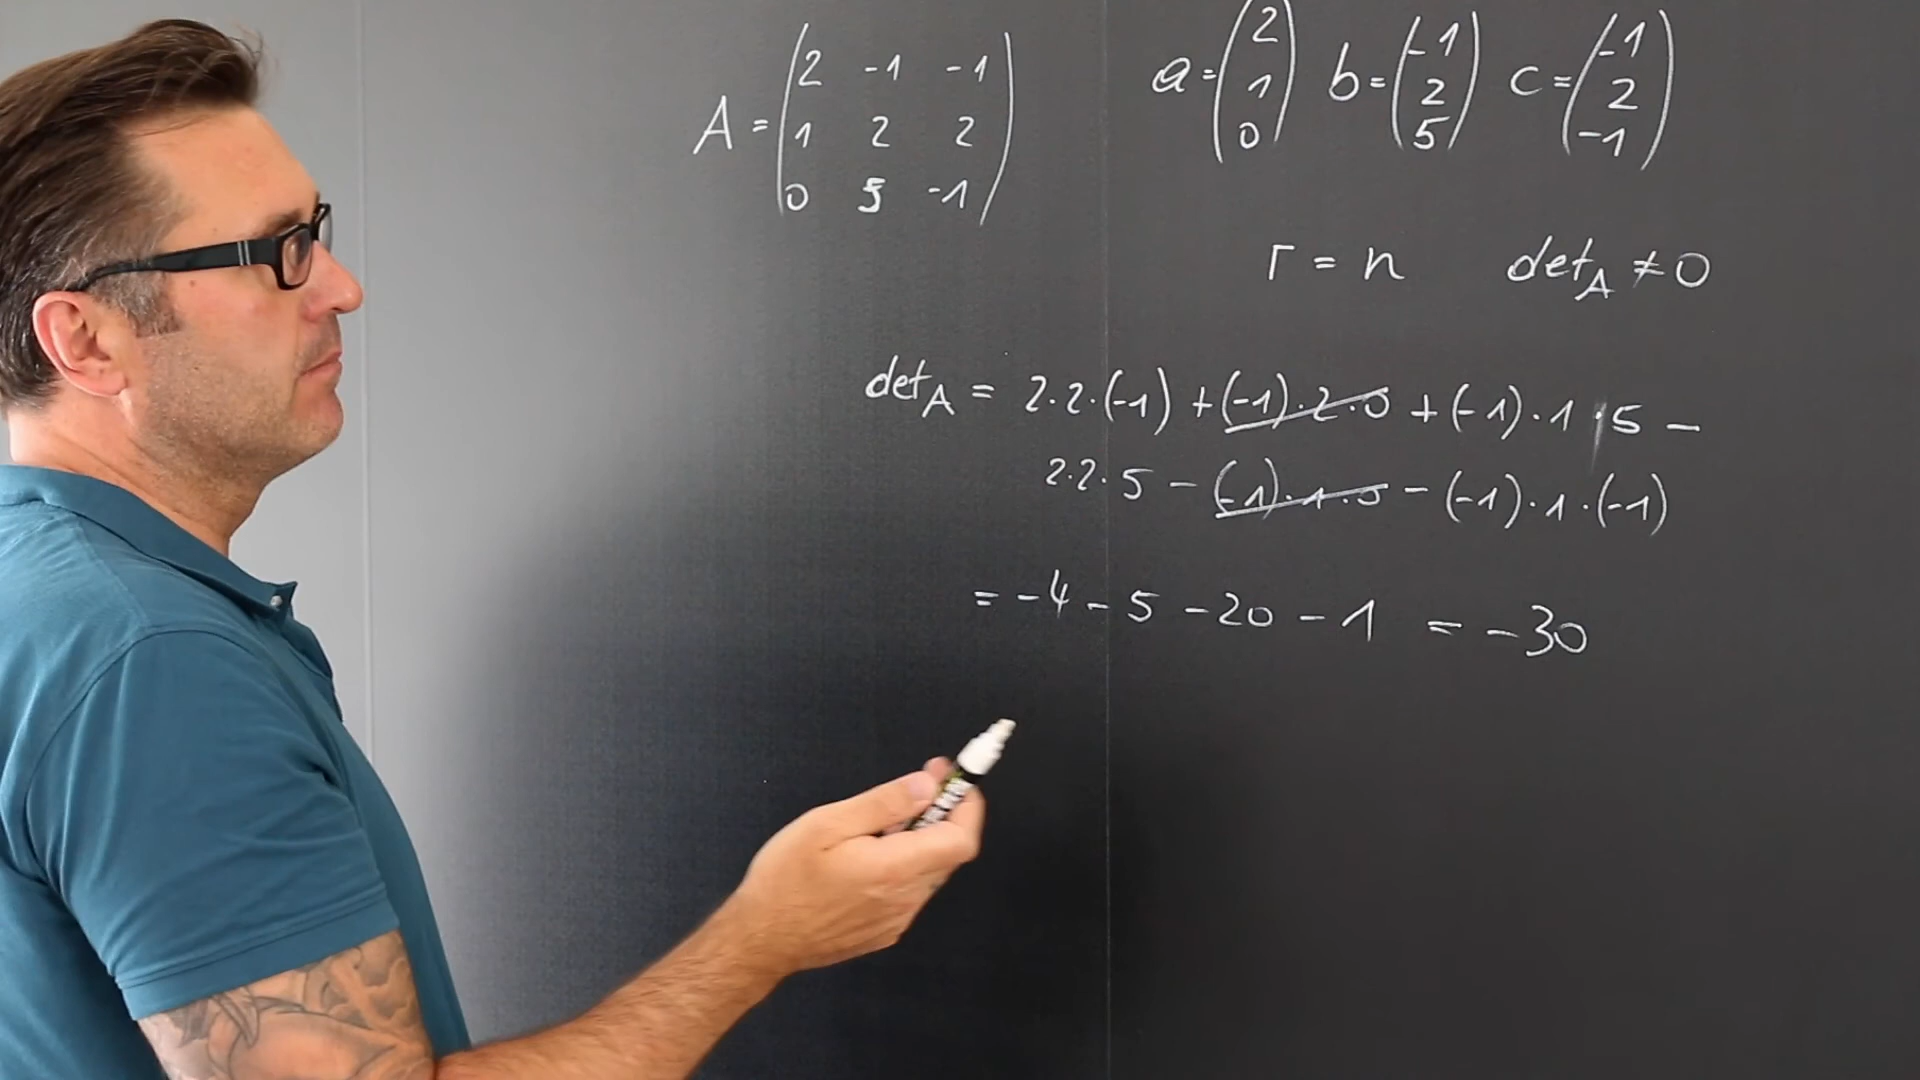 A = (2 -1 -1
1 2 2
0 5 -1)
a = (2 1 0) b = (-1 2 5) c = (-1 2 -1)
r = n det_A ≠ 0
det_A = 2·2·(-1) + (-1)·2·0 + (-1)·1·5 –
2·2·5 – (-1)·1·0 – (-1)·1·(-1)
= -4 - 5 - 20 - 1 = -30